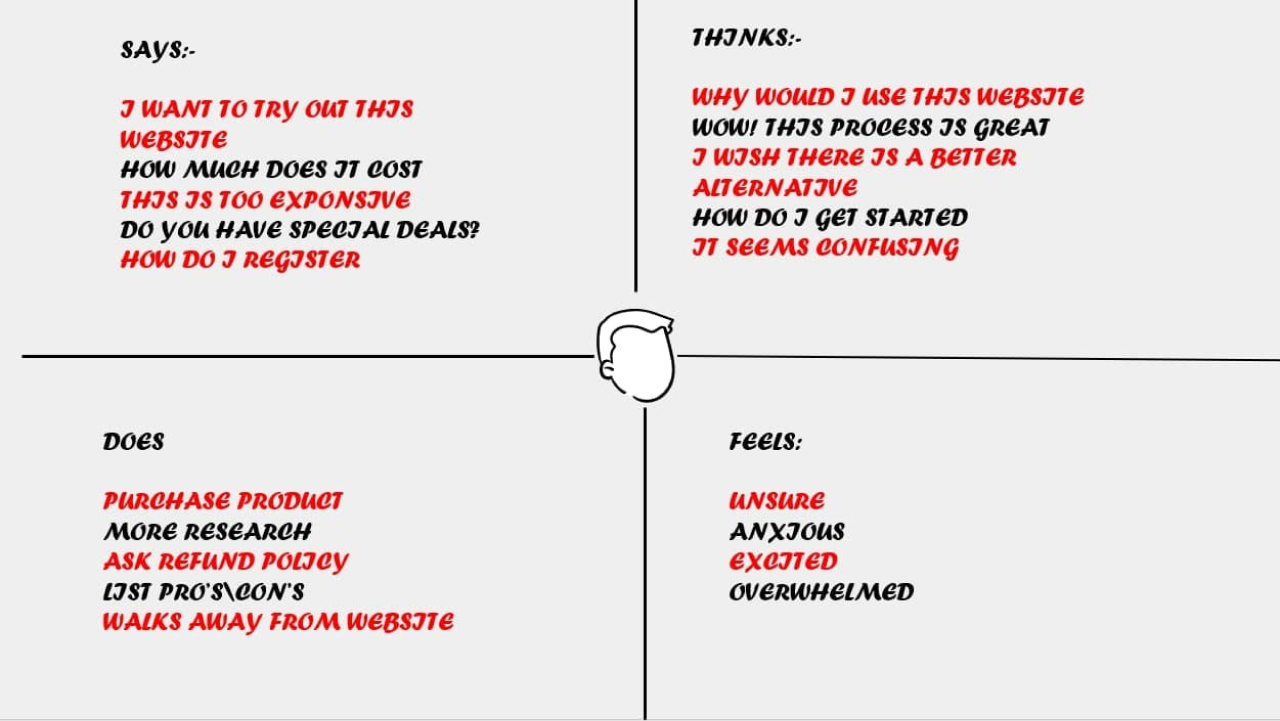 SAYS:-
I WANT TO TRY OUT THIS
WEBSITE
HOW MUCH DOES IT COST
THIS IS TOO EXPONSIVE
DO YOU HAVE SPECIAL DEALS?
HOW DO I REGISTER
THINKS:-
WHY WOULD I USE THIS WEBSITE
WOW! THIS PROCESS IS GREAT
I WISH THERE IS A BETTER
ALTERNATIVE
HOW DO I GET STARTED
IT SEEMS CONFUSING
DOES
PURCHASE PRODUCT
MORE RESEARCH
ASK REFUND POLICY
LIST PRO'S\CON'S
WALKS AWAY FROM WEBSITE
FEELS:
UNSURE
ANXIOUS
EXCITED
OVERWHELMED